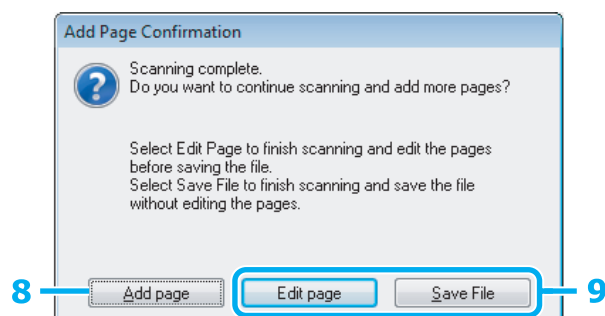 Add Page Confirmation
Scanning complete.
Do you want to continue scanning and add more pages?
Select Edit Page to finish scanning and edit the pages
before saving the file.
Select Save File to finish scanning and save the file
without editing the pages.
8 Add page Edit page Save File 9